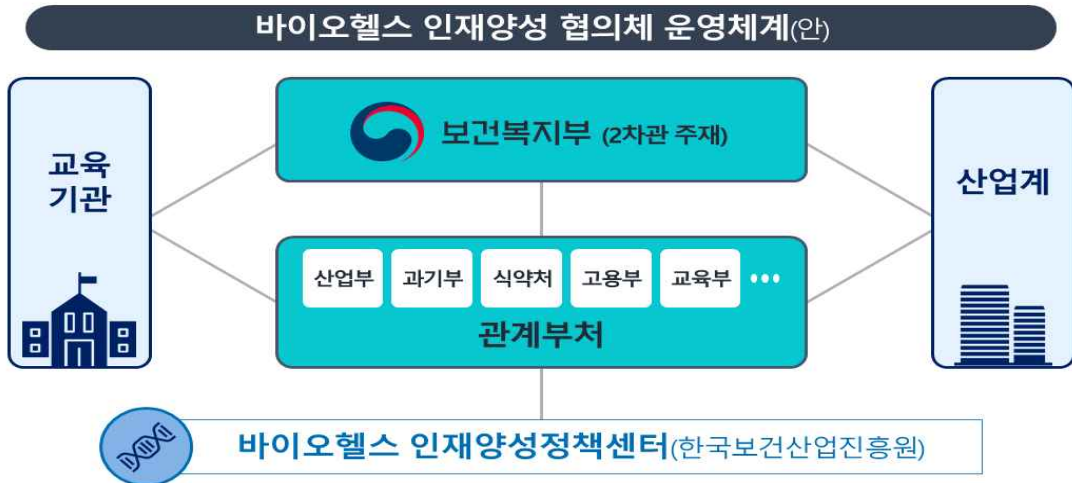 바이오헬스 인재양성 협의체 운영체계(안)
교육
기관
보건복지부 (2차관 주재)
산업계
산업부 과기부 식약처 고용부 교육부 •••
관계부처
바이오헬스 인재양성정책센터(한국보건산업진흥원)